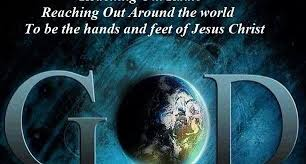 Reaching Out Around the world
To be the hands and feet of Jesus Christ
GOD